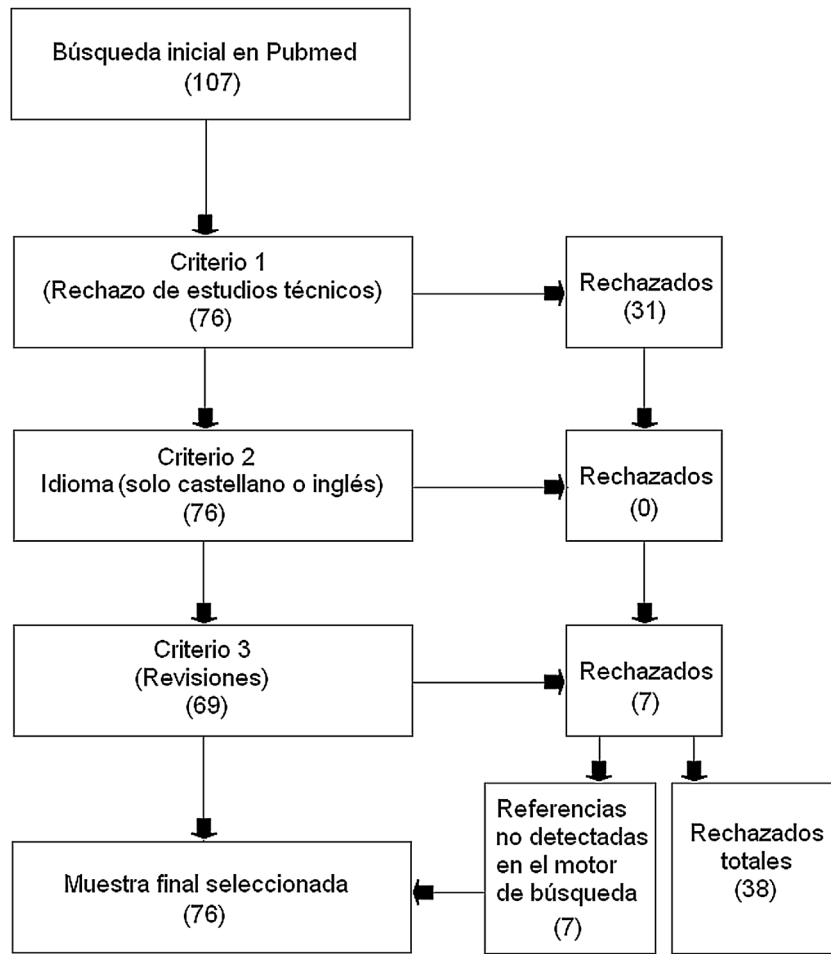 Búsqueda inicial en Pubmed
(107)
Criterio 1
(Rechazo de estudios técnicos)
(76)
Rechazados
(31)
Criterio 2
Idioma (solo castellano o inglés)
(76)
Rechazados
(0)
Criterio 3
(Revisiones)
(69)
Rechazados
(7)
Referencias
no detectadas
en el motor
de búsqueda
(7)
Rechazados
totales
(38)
Muestra final seleccionada
(76)